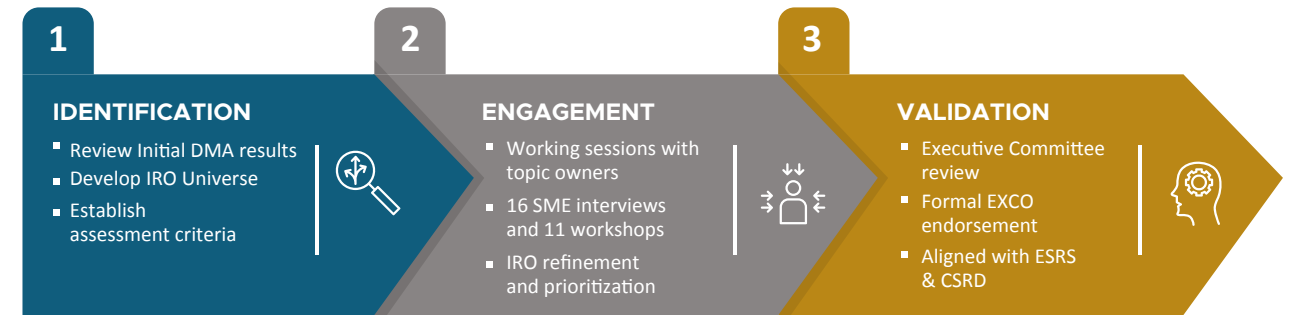 1
IDENTIFICATION
▪ Review Initial DMA results
▪ Develop IRO Universe
▪ Establish
assessment criteria
2
ENGAGEMENT
▪ Working sessions with
topic owners
▪ 16 SME interviews
and 11 workshops
▪ IRO refinement
and prioritization
3
VALIDATION
▪ Executive Committee
review
▪ Formal EXCO
endorsement
▪ Aligned with ESRS
& CSRD